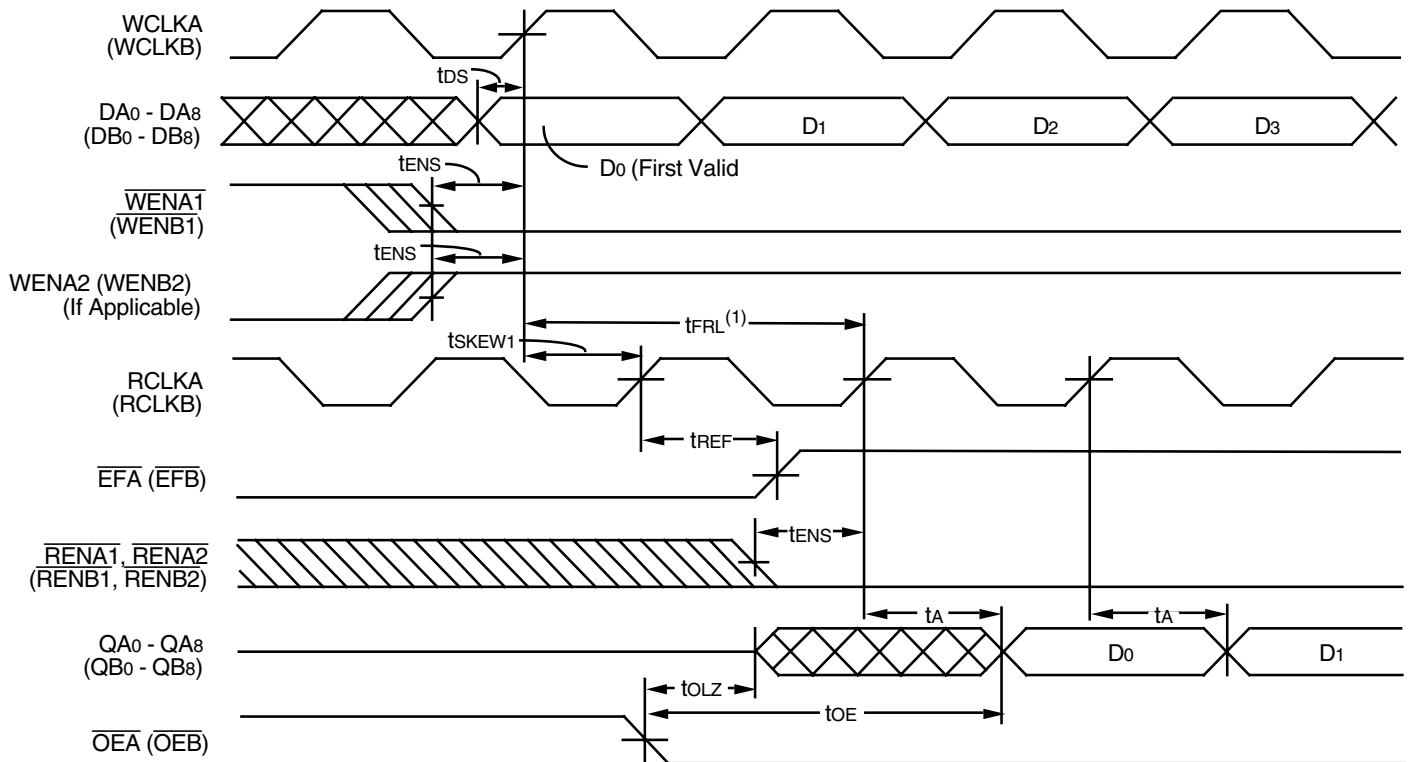 WCLKA
(WCLKB)
tDS
DA0 - DA8
(DB0 - DB8)
D1
D2
D3
D0 (First Valid
tENS
WENA1
(WENB1)
tENS
WENA2 (WENB2)
(If Applicable)
tFRL(1)
tSKEW1
RCLKA
(RCLKB)
tREF
EFA (EFB)
tENS
RENA1, RENA2
(RENB1, RENB2)
tA
tA
QA0 - QA8
(QB0 - QB8)
D0
D1
tOLZ
tOE
OEA (OEB)